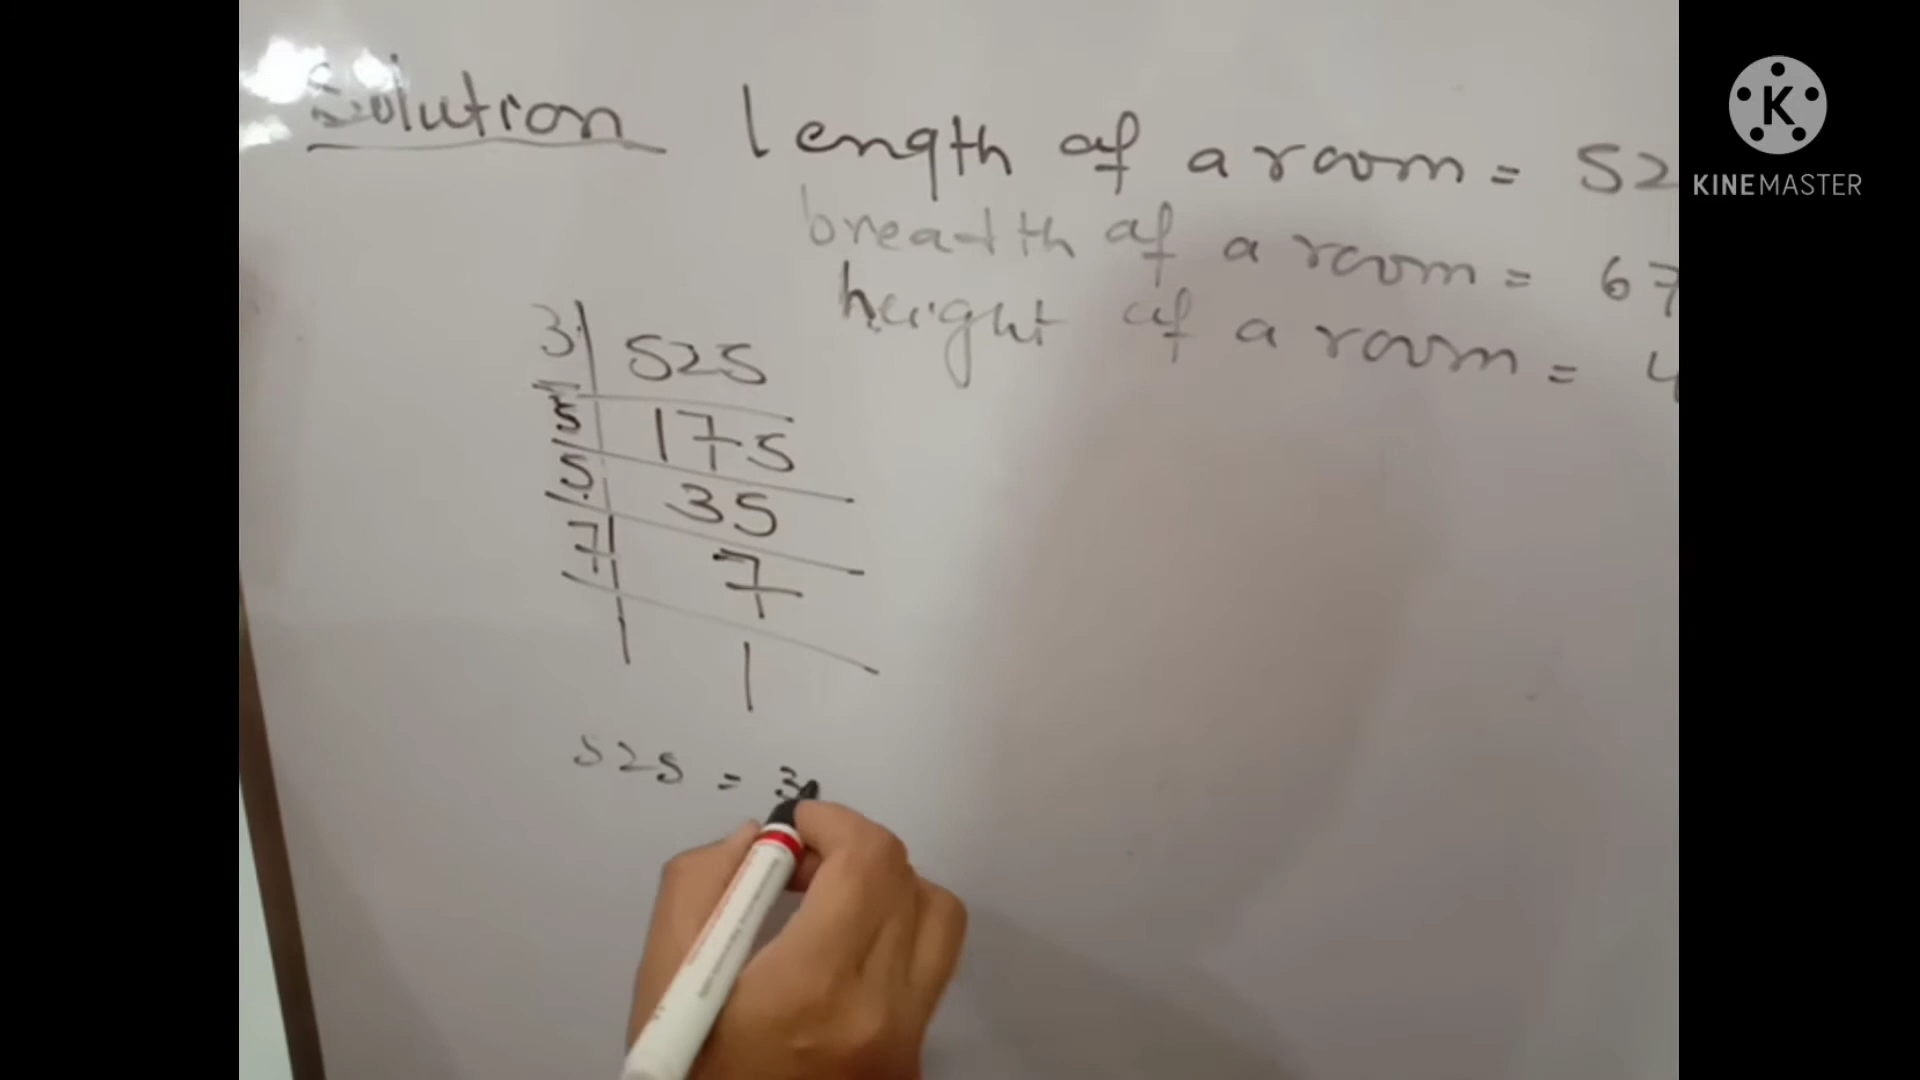 Solution length of a room = 52
breadth of a room = 67
height of a room = 4
3 525
5 175
5 35
7 7
1
525 = 3
K
KINEMASTER